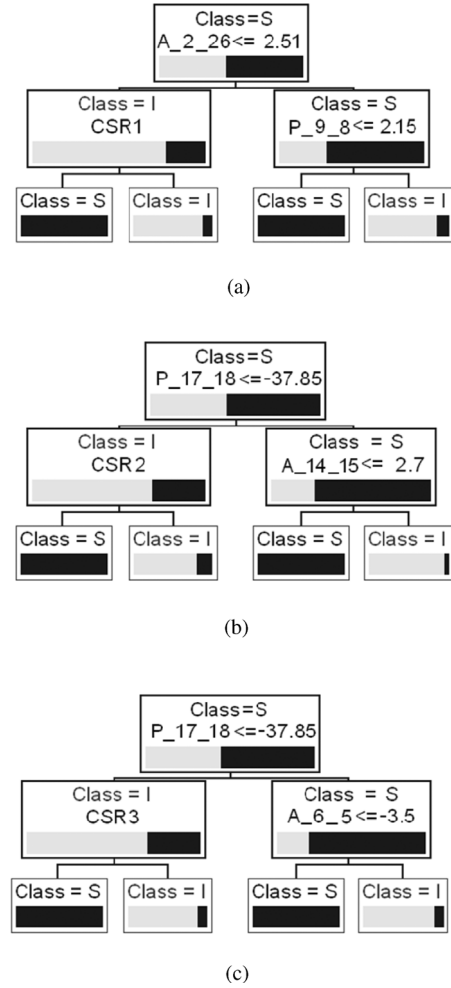 Class=S
A_2_26<= 2.51
Class = I
CSR1
Class = S
P_9_8<= 2.15
Class = S
Class = I
Class = S
Class = I
(a)
Class=S
P_17_18<=-37.85
Class = I
CSR2
Class = S
A_14_15<= 2.7
Class = S
Class = I
Class = S
Class = I
(b)
Class=S
P_17_18<=-37.85
Class = I
CSR3
Class = S
A_6_5<=-3.5
Class = S
Class = I
Class = S
Class = I
(c)